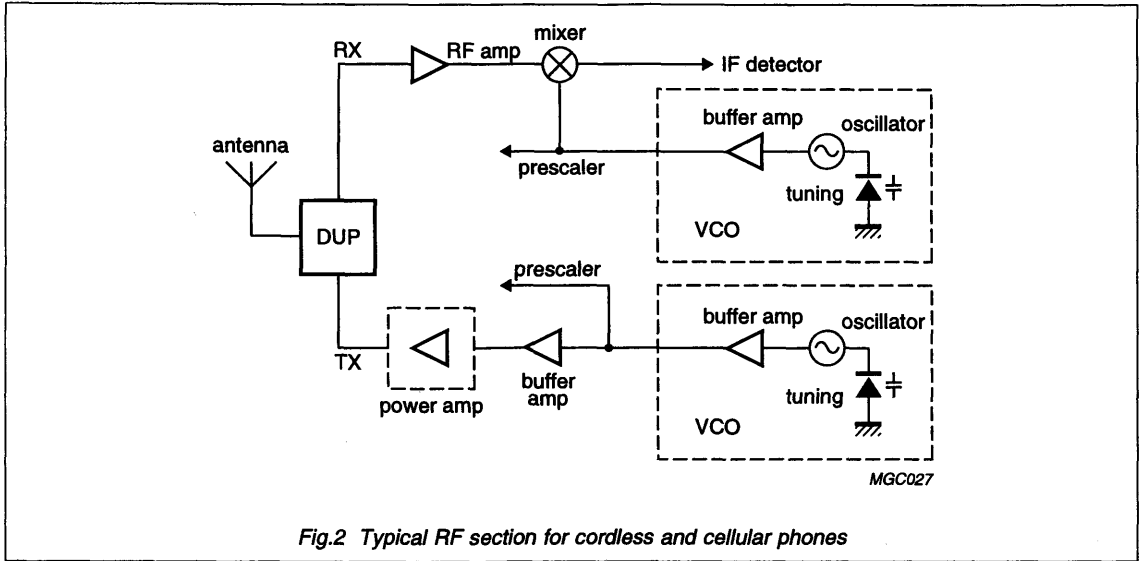 mixer
RX
RF amp
IF detector
buffer amp
oscillator
antenna
prescaler
tuning
VCO
DUP
prescaler
buffer amp
oscillator
TX
buffer
amp
power amp
tuning
VCO
MGC027
Fig.2 Typical RF section for cordless and cellular phones